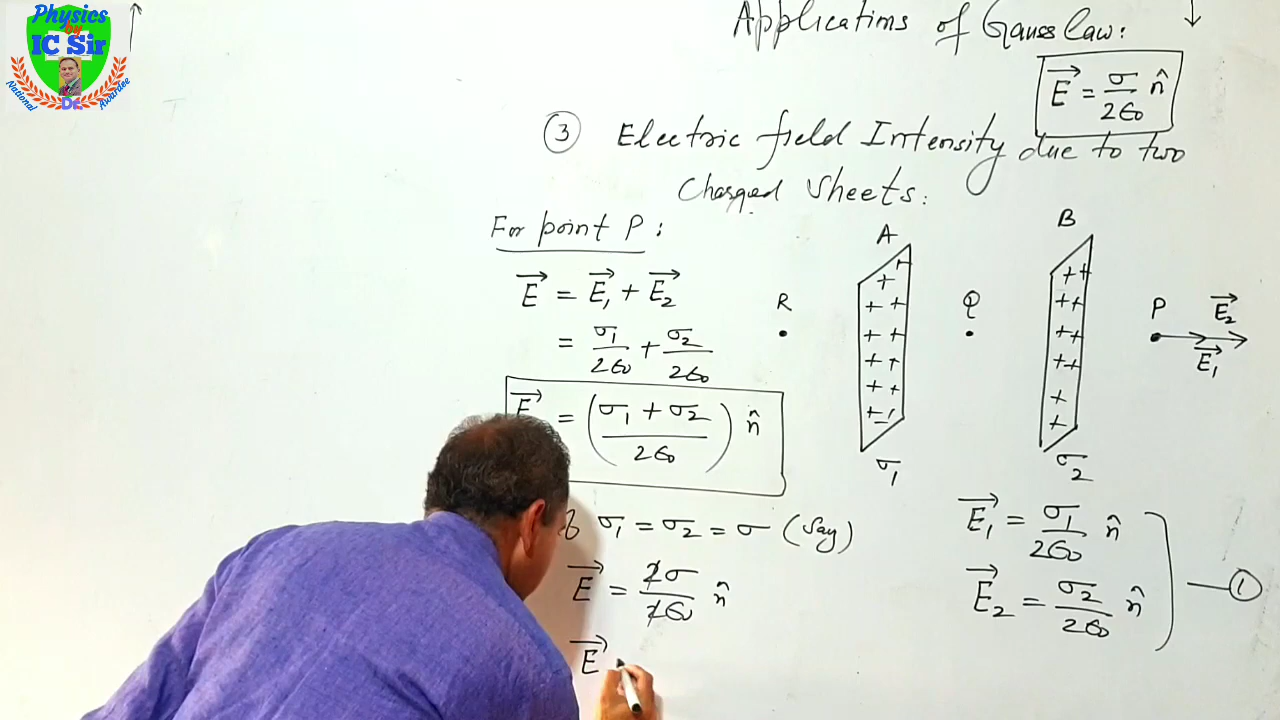 Physics
by
IC Sir
National Awardee
Dr.
Applications of Gauss law:
E⃗ = σ/2ϵ₀ n̂
③ Electric field Intensity due to two
Charged Sheets:
For point P:
E⃗ = E⃗₁ + E⃗₂
= σ₁/2ϵ₀ + σ₂/2ϵ₀
E⃗ = (σ₁ + σ₂ / 2ϵ₀) n̂
σ₁ = σ₂ = σ (Say)
E⃗ = 2σ/2ϵ₀ n̂
E⃗
A
B
R
Q
P
E⃗₂
E⃗₁
+ + + + + + + + + + + +
+ + + + + + + + + +
σ₁
σ₂
E⃗₁ = σ₁/2ϵ₀ n̂
E⃗₂ = σ₂/2ϵ₀ n̂
— ①